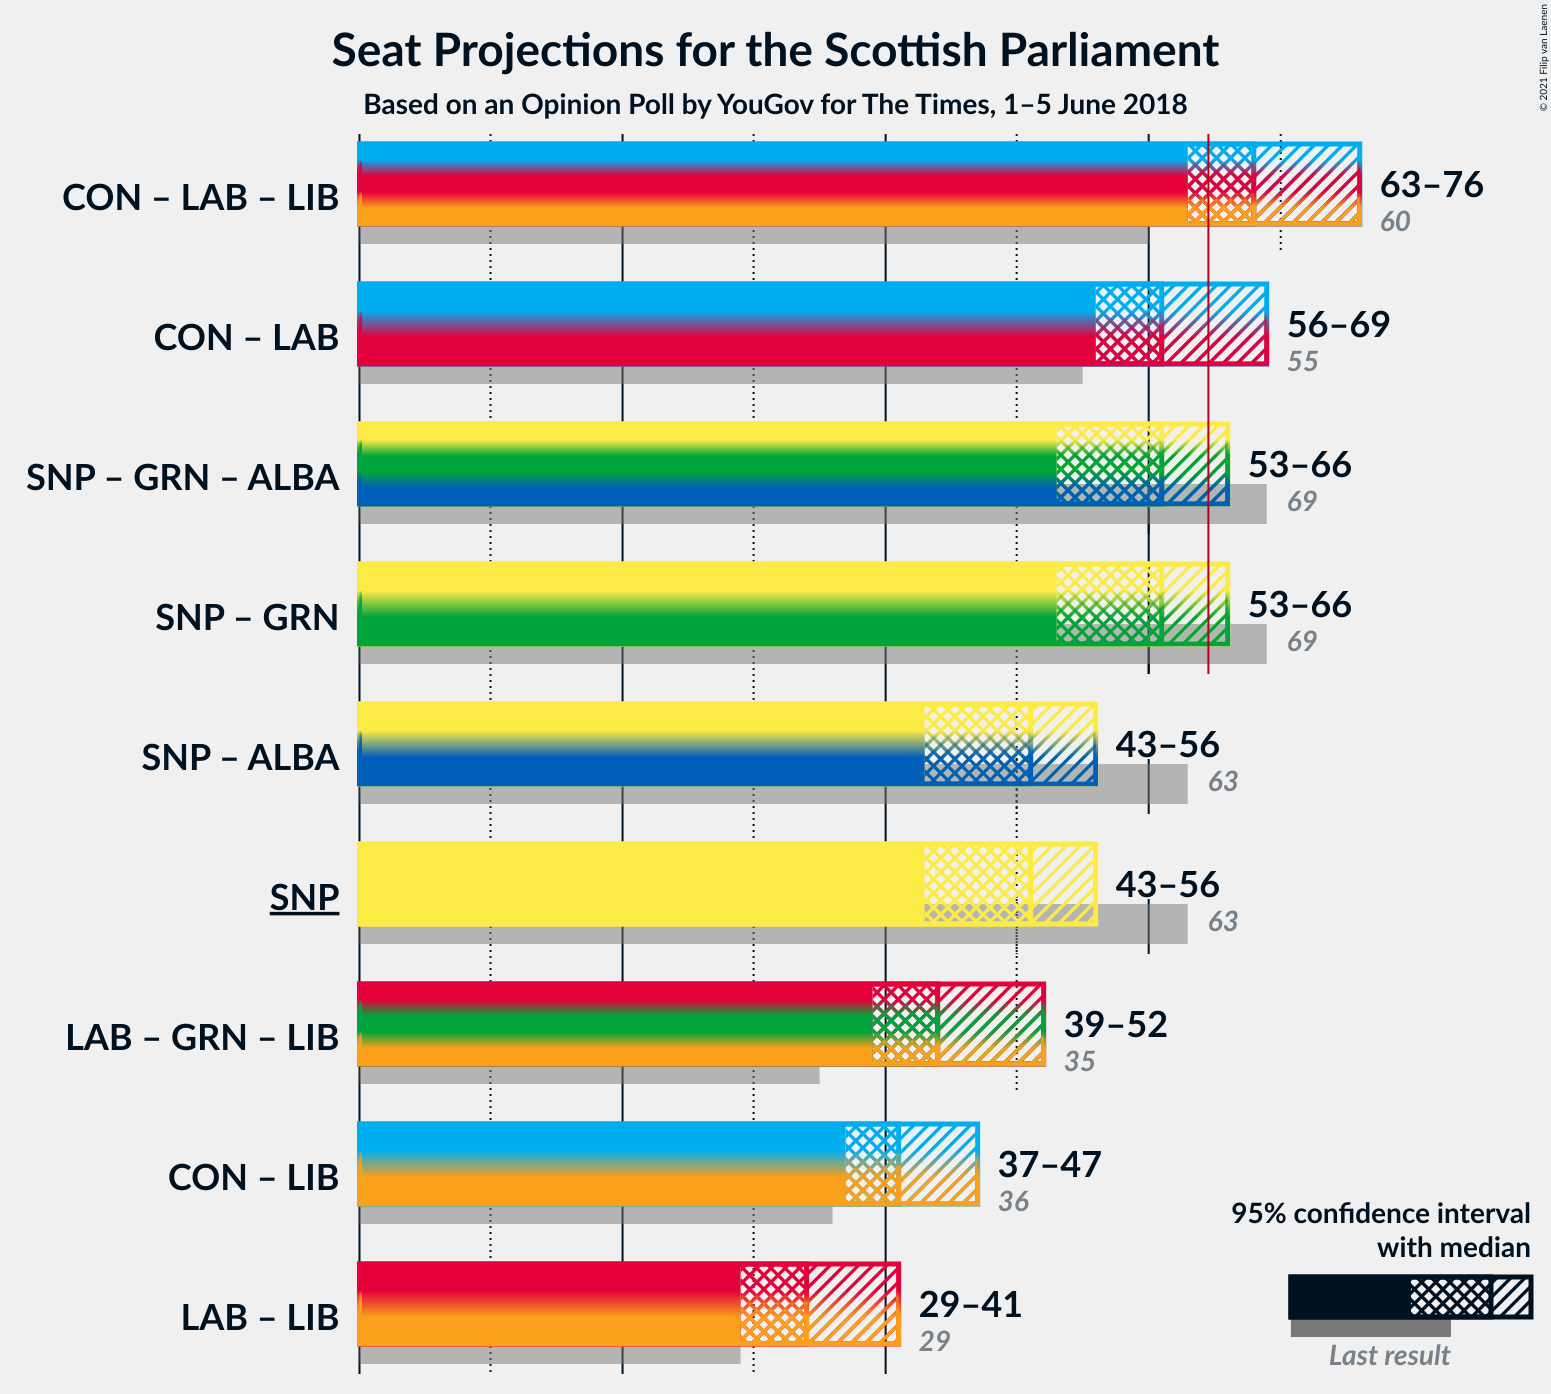 Seat Projections for the Scottish Parliament
Based on an Opinion Poll by YouGov for The Times, 1–5 June 2018
© 2021 Filip van Laenen
CON – LAB – LIB
63–76
60
CON – LAB
56–69
55
SNP – GRN – ALBA
53–66
69
SNP – GRN
53–66
69
SNP – ALBA
43–56
63
SNP
43–56
63
LAB – GRN – LIB
39–52
35
CON – LIB
37–47
36
LAB – LIB
29–41
29
95% confidence interval
with median
Last result